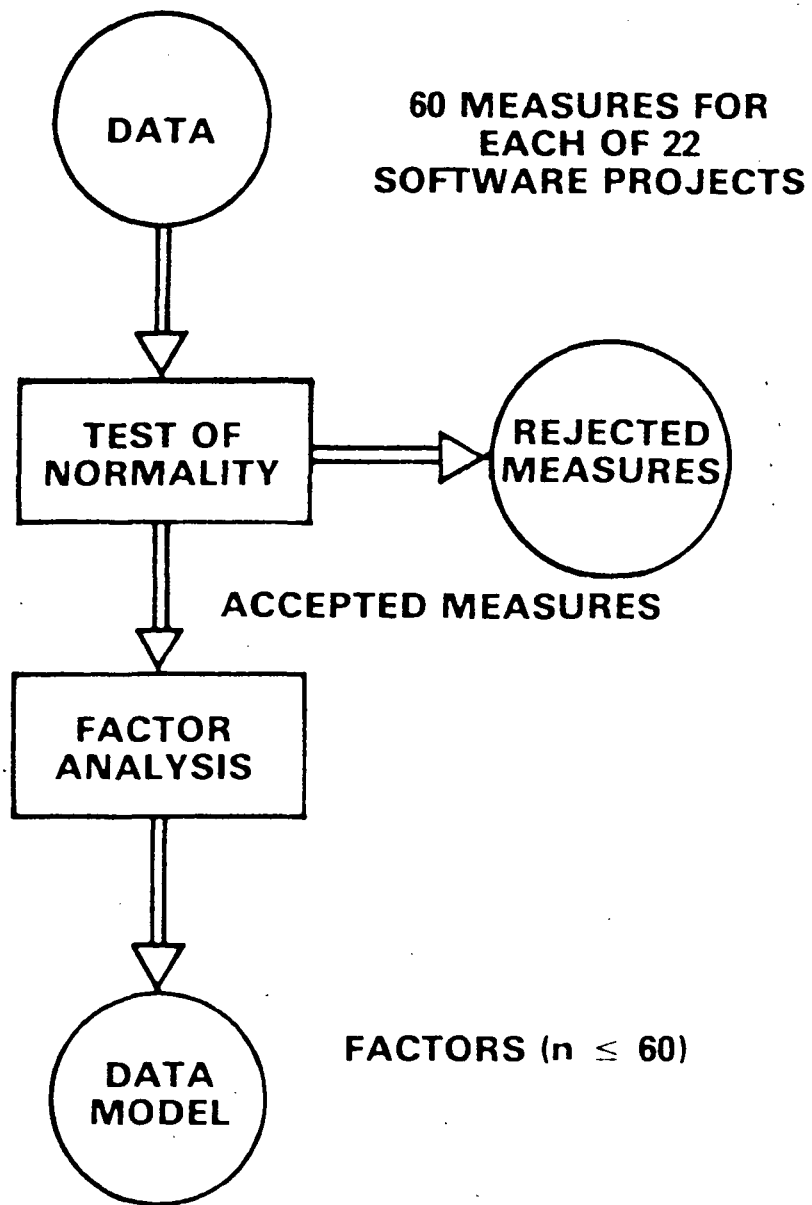 DATA
60 MEASURES FOR
EACH OF 22
SOFTWARE PROJECTS
TEST OF
NORMALITY
REJECTED
MEASURES
ACCEPTED MEASURES
FACTOR
ANALYSIS
DATA
MODEL
FACTORS (n ≤ 60)